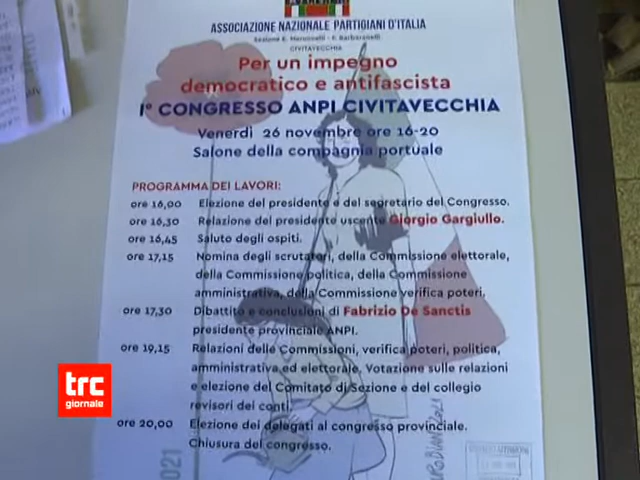 ASSOCIAZIONE NAZIONALE PARTIGIANI D'ITALIA
CIVITAVECCHIA
Per un impegno
democratico e antifascista
I° CONGRESSO ANPI CIVITAVECCHIA
Venerdì 26 novembre ore 16-20
Salone della compagnia portuale
PROGRAMMA DEI LAVORI:
ore 16,00 Elezione del presidente e del segretario del Congresso.
ore 16,30 Relazione del presidente uscente Giorgio Gargiullo.
ore 16,45 Saluto degli ospiti.
ore 17,15 Nomina degli scrutatori, della Commissione elettorale,
della Commissione politica, della Commissione
amministrativa, della Commissione verifica poteri,
ore 17,30 Dibattito e conclusioni di Fabrizio De Sanctis
presidente provinciale ANPI.
ore 19,15 Relazioni delle Commissioni, verifica poteri, politica,
amministrativa ed elettorale. Votazione sulle relazioni
e elezione del Comitato di Sezione e del collegio
revisori dei conti.
ore 20,00 Elezione dei delegati al congresso provinciale.
Chiusura del congresso.
2021
trc
giornale